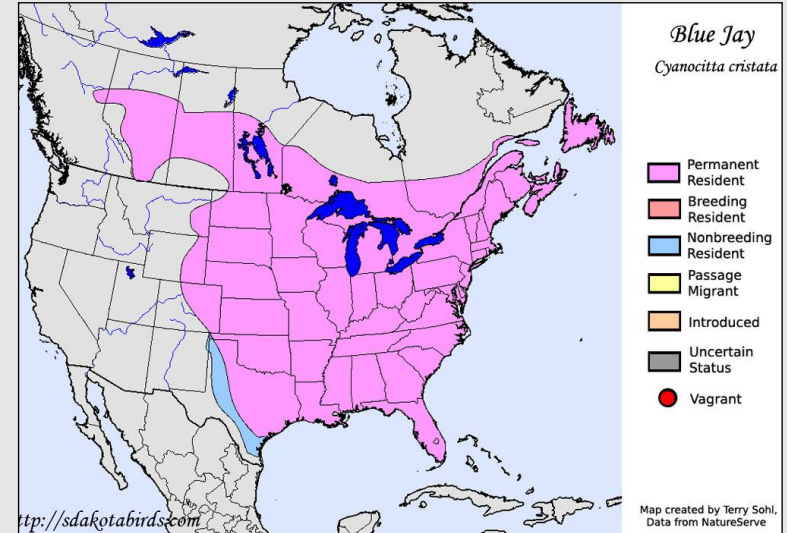 Blue Jay
Cyanocitta cristata
Permanent
Resident
Breeding
Resident
Nonbreeding
Resident
Passage
Migrant
Introduced
Uncertain
Status
Vagrant
Map created by Terry Sohl,
Data from NatureServe
ttp://sdakotabirds.com